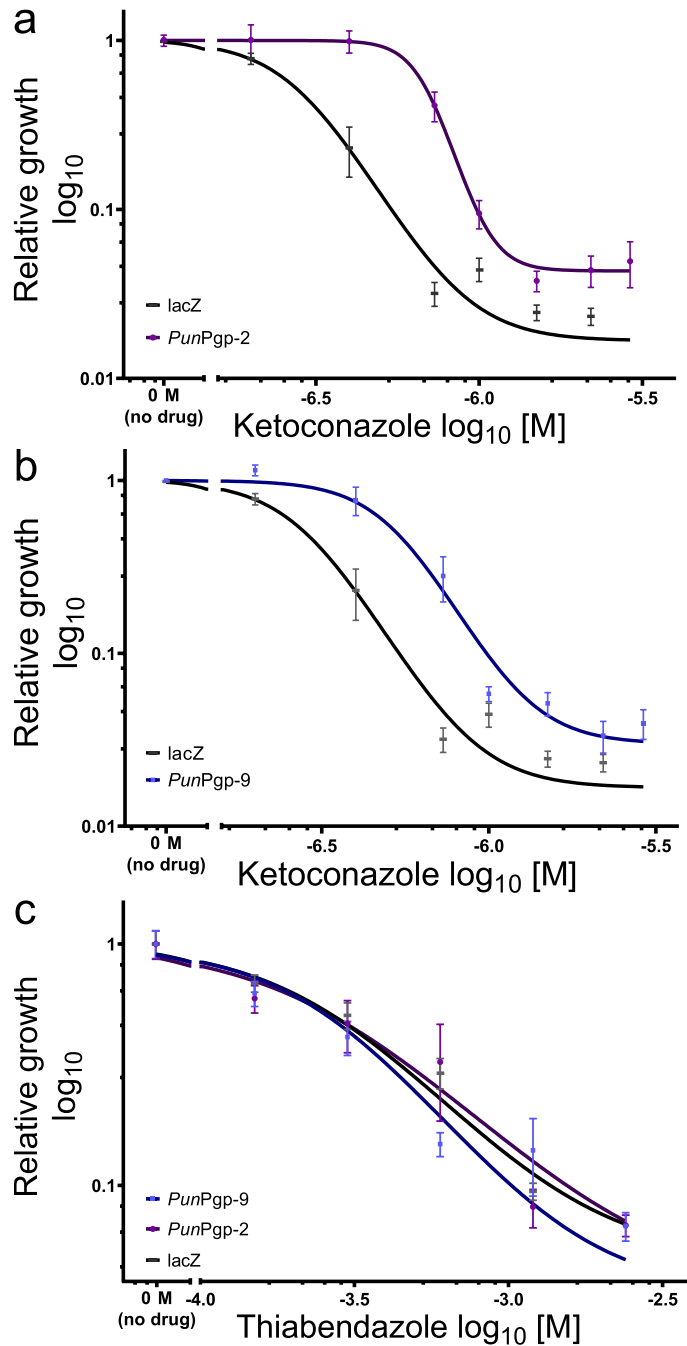 a
Relative growth
log10
1
0.1
0.01
lacZ
PunPgp-2
0 M
(no drug)
-6.5
-6.0
-5.5
Ketoconazole log10 [M]
b
Relative growth
log10
1
0.1
0.01
lacZ
PunPgp-9
0 M
(no drug)
-6.5
-6.0
-5.5
Ketoconazole log10 [M]
c
Relative growth
log10
1
0.1
PunPgp-9
PunPgp-2
lacZ
0 M
(no drug)
-4.0
-3.5
-3.0
-2.5
Thiabendazole log10 [M]